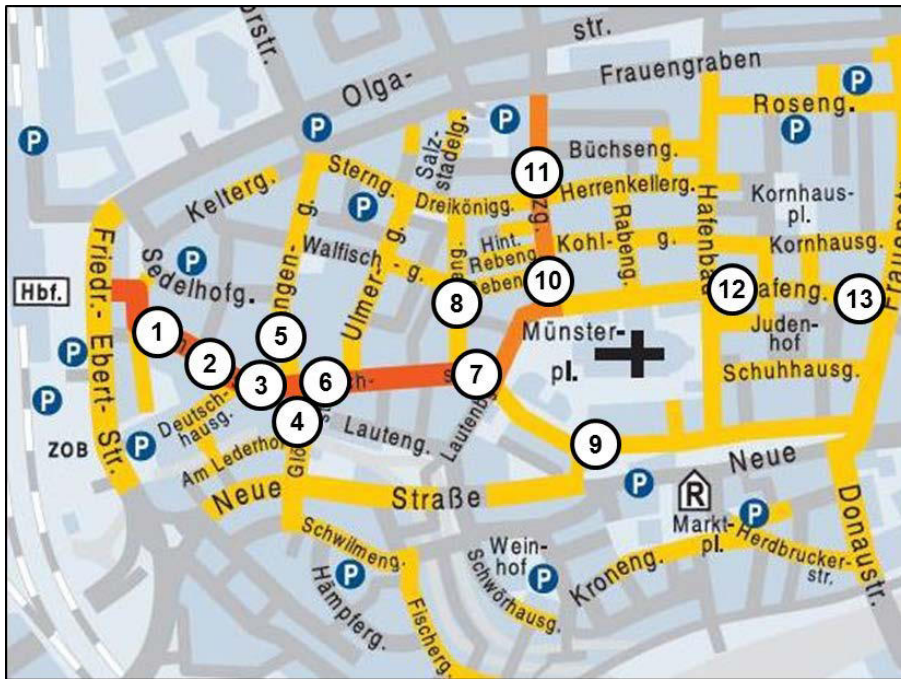 str.
Olga-
Frauengraben
P
P
P
P
P
Roseng.
P
Salz-
stadelg.
11
Büchseng.
Sterng.
Kelterg.
P
Dreikönigg.
Herrenkellerg.
Kornhaus-
pl.
Hafenba
Rabeng.
Walfisch-
g.
Ulmer-
g.
Hint.
Rebeng.
Kohl-
g.
Kornhausg.
Friedr.-
Ebert-
Str.
Sedelhofg.
P
10
Hbf.
8
12
13
1
5
Münster-
pl.
Juden-
hof
P
2
3
6
7
Schuhhausg.
P
4
Deutsch-
hausg.
Lauteng.
9
ZOB
P
Am Lederhof
Neue
Straße
Neue
P
R
Markt-
pl.
P
Donaustr.
Schwilmeng.
Wein-
hof
Herdbrucker-
str.
P
P
Kroneng.
Schwörhausg.
Hämpferg.
Fischerg.